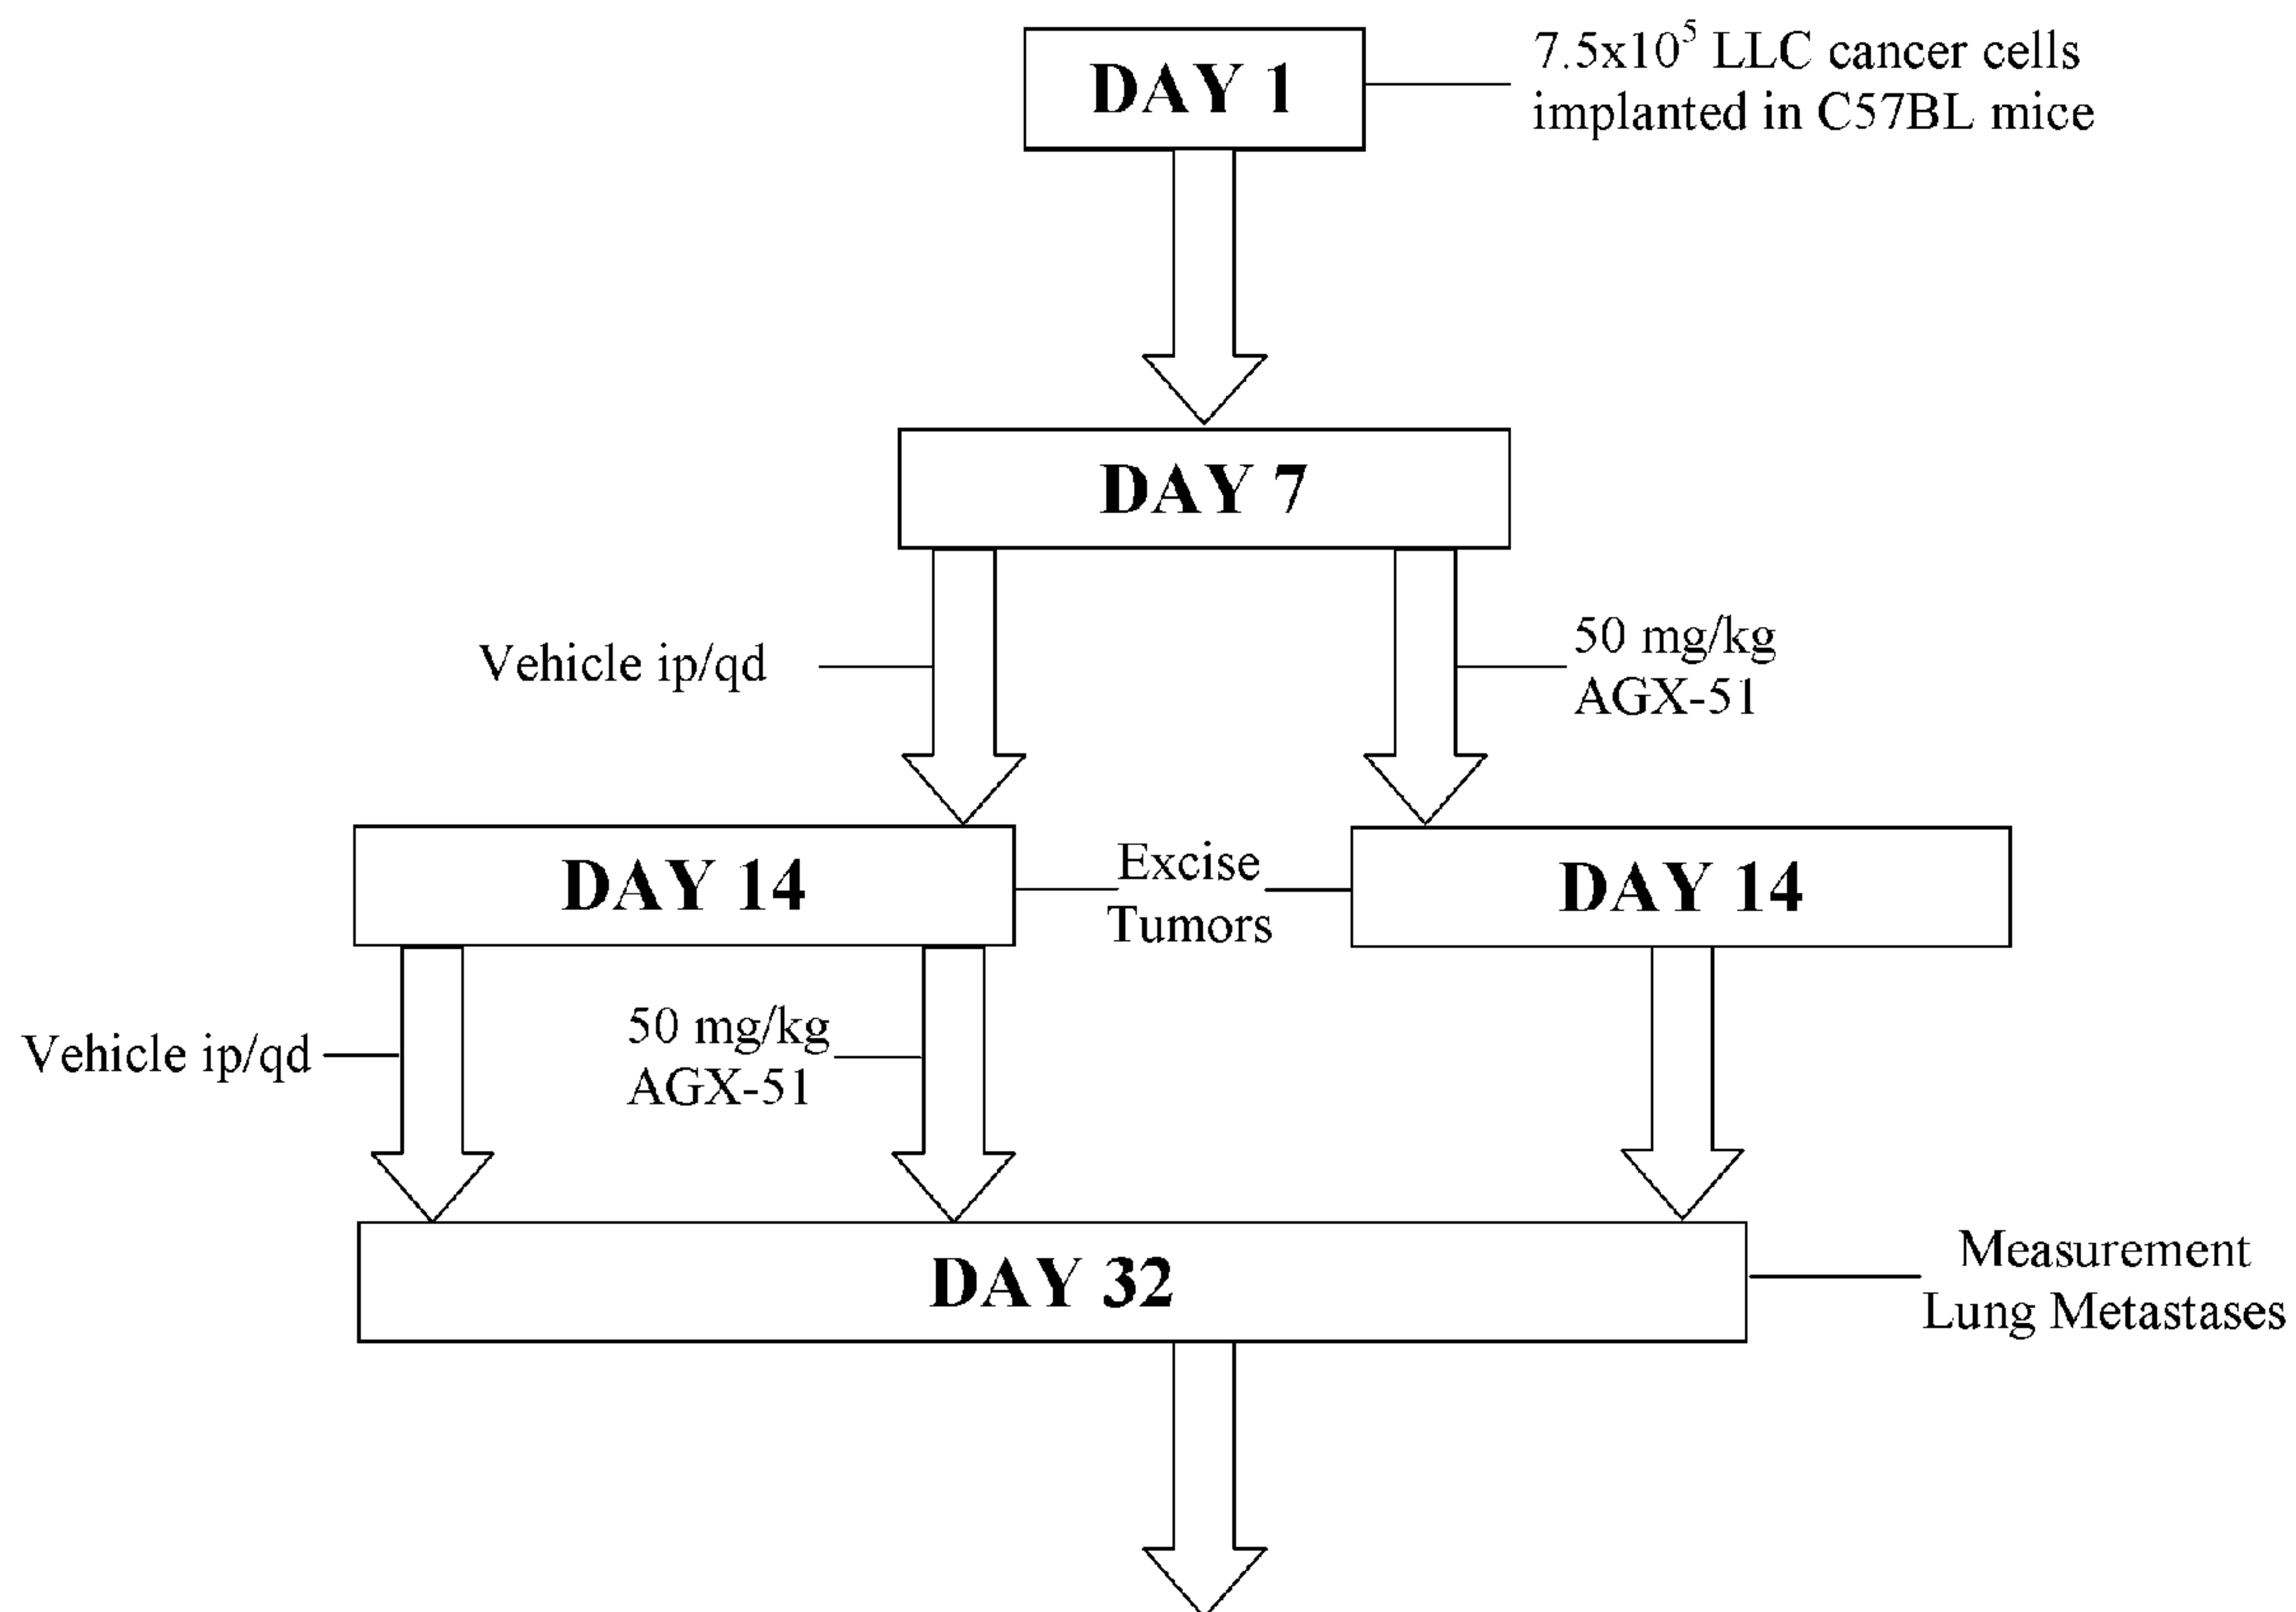 DAY 1
7.5x10⁵ LLC cancer cells
implanted in C57BL mice
DAY 7
Vehicle ip/qd
50 mg/kg
AGX-51
DAY 14
Excise
Tumors
DAY 14
Vehicle ip/qd
50 mg/kg
AGX-51
DAY 32
Measurement
Lung Metastases